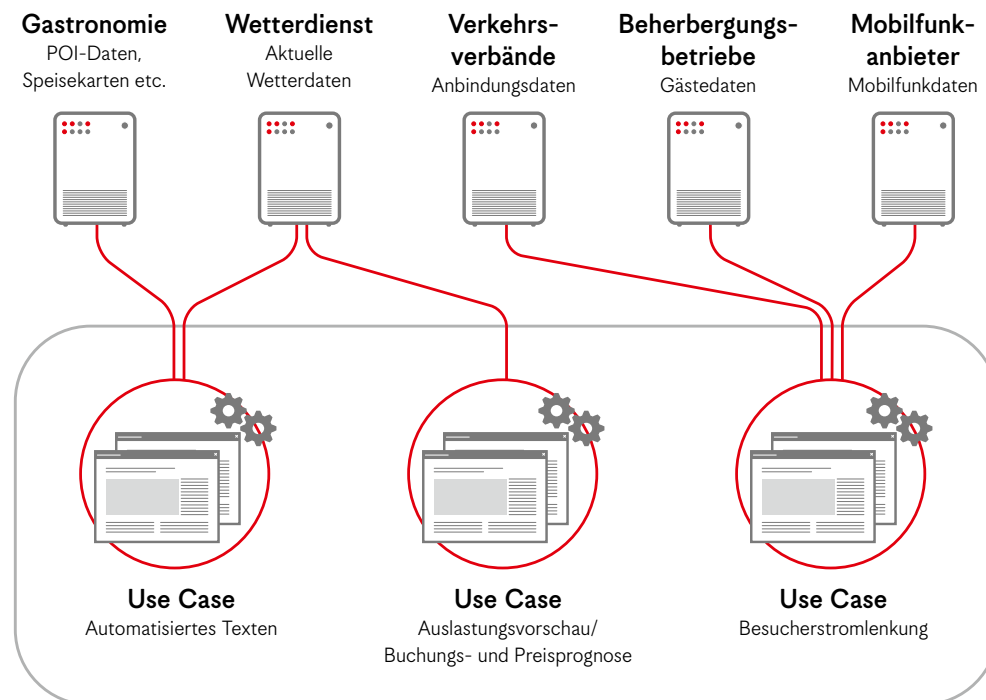 Gastronomie
POI-Daten,
Speisekarten etc.
Wetterdienst
Aktuelle
Wetterdaten
Verkehrs-
verbände
Anbindungsdaten
Beherbergungs-
betriebe
Gästedaten
Mobilfunk-
anbieter
Mobilfunkdaten
Use Case
Automatisiertes Texten
Use Case
Auslastungsvorschau/
Buchungs- und Preisprognose
Use Case
Besucherstromlenkung